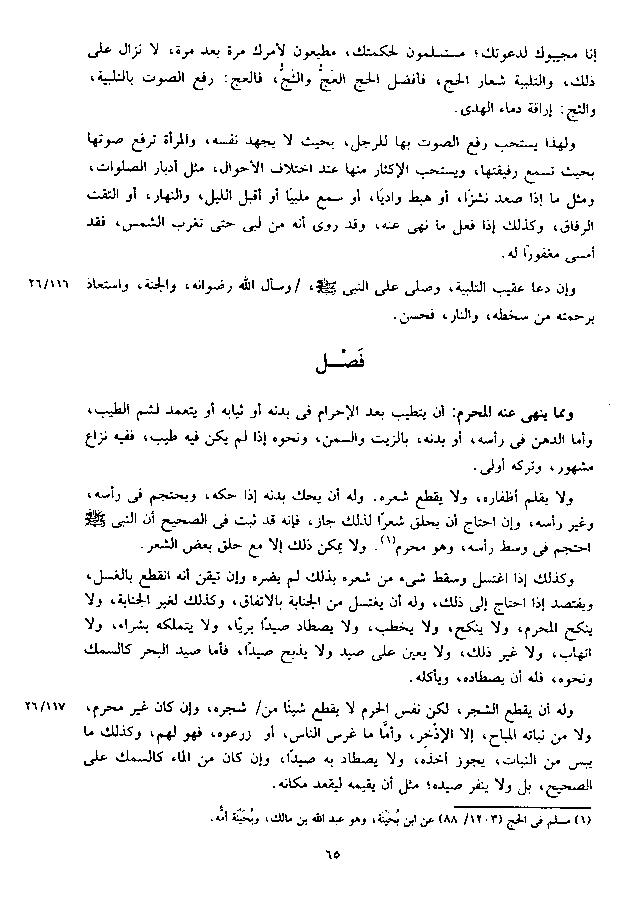 إنا مجيبوك لدعوتك؛ مستسلمون لحكمتك، مطيعون لأمرك مرة بعد مرة، لا نزال على
ذلك، والتلبية شعار الحج، فأفضل الحج العَجُّ والثَّجُّ، فالعج: رفع الصوت بالتلبية،
والثج: إراقة دماء الهدى.
ولهذا يستحب رفع الصوت بها للرجل، بحيث لا يجهد نفسه، والمرأة ترفع صوتها
بحيث تسمع رفيقتها، ويستحب الإكثار منها عند اختلاف الأحوال، مثل أدبار الصلوات،
ومثل ما إذا صعد نشزًا، أو هبط واديًا، أو سمع ملبيًا أو أقبل الليل، والنهار، أو التقت
الرفاق، وكذلك إذا فعل ما نهى عنه، وقد روى أنه من لبى حتى تغرب الشمس، فقد
أمسى مغفورًا له.
وإن دعا عقيب التلبية، وصلى على النبي ﷺ، /وسأل الله رضوانه، والجنة، واستعاذ ٢٦/١١٦
برحمته من سخطه، والنار، فحسن.
فَصْـل
ومما ينهى عنه المحرم: أن يتطيب بعد الإحرام فى بدنه أو ثيابه أو يتعمد لشم الطيب،
وأما الدهن فى رأسه، أو بدنه، بالزيت والسمن، ونحوه إذا لم يكن فيه طيب، ففيه نزاع
مشهور، وتركه أولى.
ولا يقلم أظفاره، ولا يقطع شعره. وله أن يحك بدنه إذا حكه، ويحتجم فى رأسه،
وغير رأسه، وإن احتاج أن يحلق شعرًا لذلك جاز، فإنه قد ثبت فى الصحيح أن النبى ﷺ
احتجم فى وسط رأسه، وهو محرم(١). ولا يمكن ذلك إلا مع حلق بعض الشعر.
وكذلك إذا اغتسل وسقط شىء من شعره بذلك لم يضره وإن تيقن أنه انقطع بالغسل،
ويفتصد إذا احتاج إلى ذلك، وله أن يغتسل من الجنابة بالاتفاق، وكذلك لغير الجنابة، ولا
ينكح المحرم، ولا ينكح، ولا يخطب، ولا يصطاد صيدًا بريًا، ولا يتملكه بشراء، ولا
اتهاب، ولا غير ذلك، ولا يعين على صيد ولا يذبح صيدًا، فأما صيد البحر كالسمك
ونحوه، فله أن يصطاده، ويأكله.
وله أن يقطع الشجر، لكن نفس الحرم لا يقطع شيئًا من/ شجره، وإن كان غير محرم، ٢٦/١١٧
ولا من نباته المباح، إلا الإذْخِر، وأمَّا ما غرس الناس، أو زرعوه، فهو لهم، وكذلك ما
يبس من النبات، يجوز أخذه، ولا يصطاد به صيدًا، وإن كان من الماء كالسمك على
الصحيح، بل ولا ينفر صيده؛ مثل أن يقيمه ليقعد مكانه.
(١) مسلم فى الحج (١٢٠٣/ ٨٨) عن ابن بُحَيْنَة، وهو عبد الله بن مالك، وبُحَيْنَة أمُّه.
٦٥